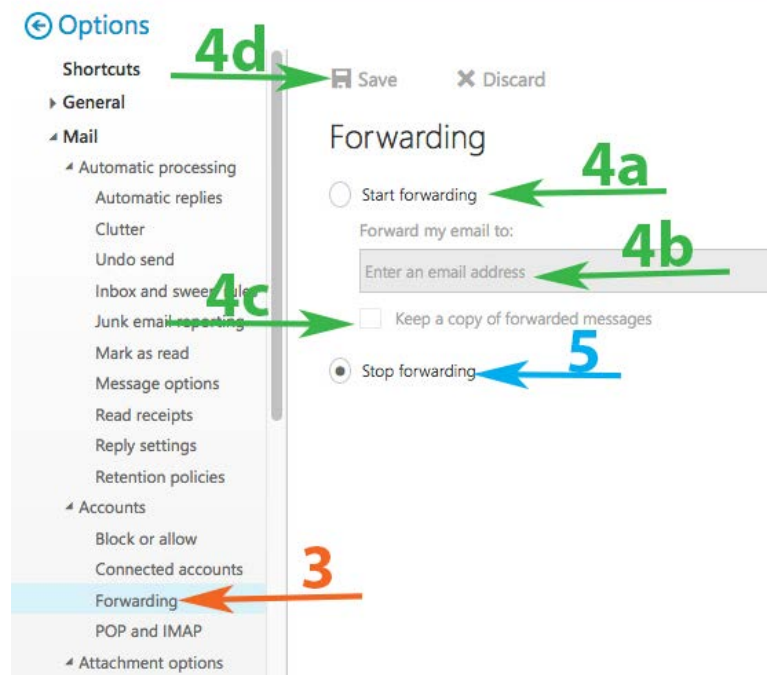 Options
Shortcuts
General
Mail
Automatic processing
Automatic replies
Clutter
Undo send
Inbox and sweep rules
Junk email reporting
Mark as read
Message options
Read receipts
Reply settings
Retention policies
Accounts
Block or allow
Connected accounts
Forwarding
POP and IMAP
Attachment options
3
4d
Save Discard
Forwarding
4a
Start forwarding
Forward my email to:
4b
Enter an email address
4c
Keep a copy of forwarded messages
5
Stop forwarding